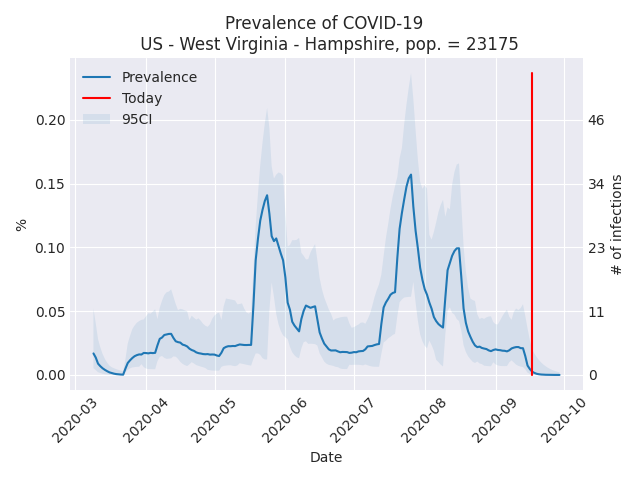 Prevalence of COVID-19
US - West Virginia - Hampshire, pop. = 23175
Prevalence
Today
95CI
0.20
0.15
0.10
0.05
0.00
%
46
34
23
11
0
# of infections
2020-03
2020-04
2020-05
2020-06
2020-07
2020-08
2020-09
2020-10
Date